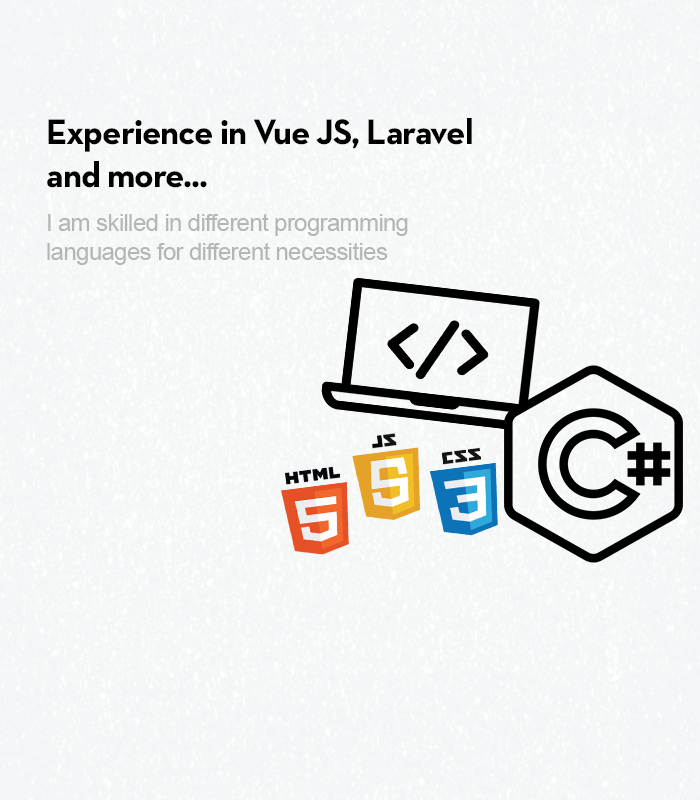 Experience in Vue JS, Laravel
and more...
I am skilled in different programming
languages for different necessities
</>
JS
HTML
CSS
5
S
3
C#